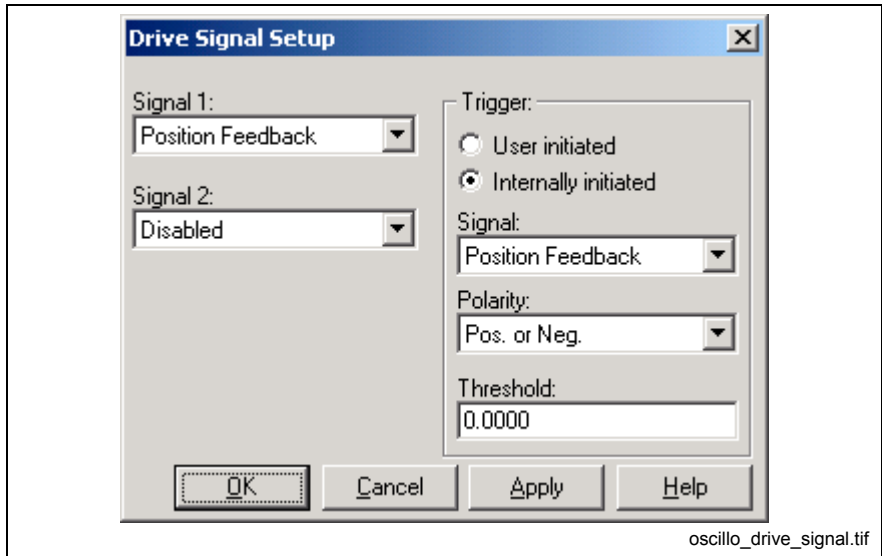 Drive Signal Setup
Signal 1:
Position Feedback
Signal 2:
Disabled
Trigger:
User initiated
Internally initiated
Signal:
Position Feedback
Polarity:
Pos. or Neg.
Threshold:
0.0000
OK
Cancel
Apply
Help
oscillo_drive_signal.tif